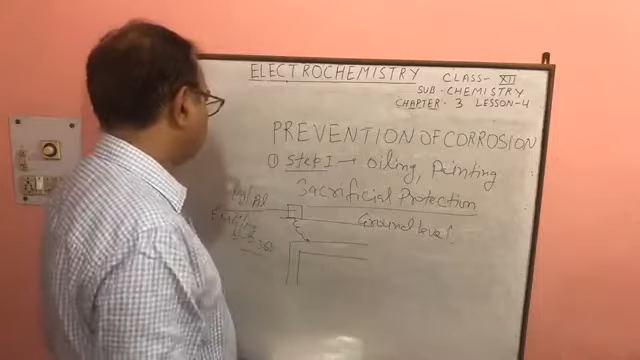 ELECTROCHEMISTRY
CLASS- XII
SUB-CHEMISTRY
CHAPTER 3 LESSON-4
PREVENTION OF CORROSION
① Step I → Oiling, Painting
Sacrificial Protection
Mg/Al
Ground level